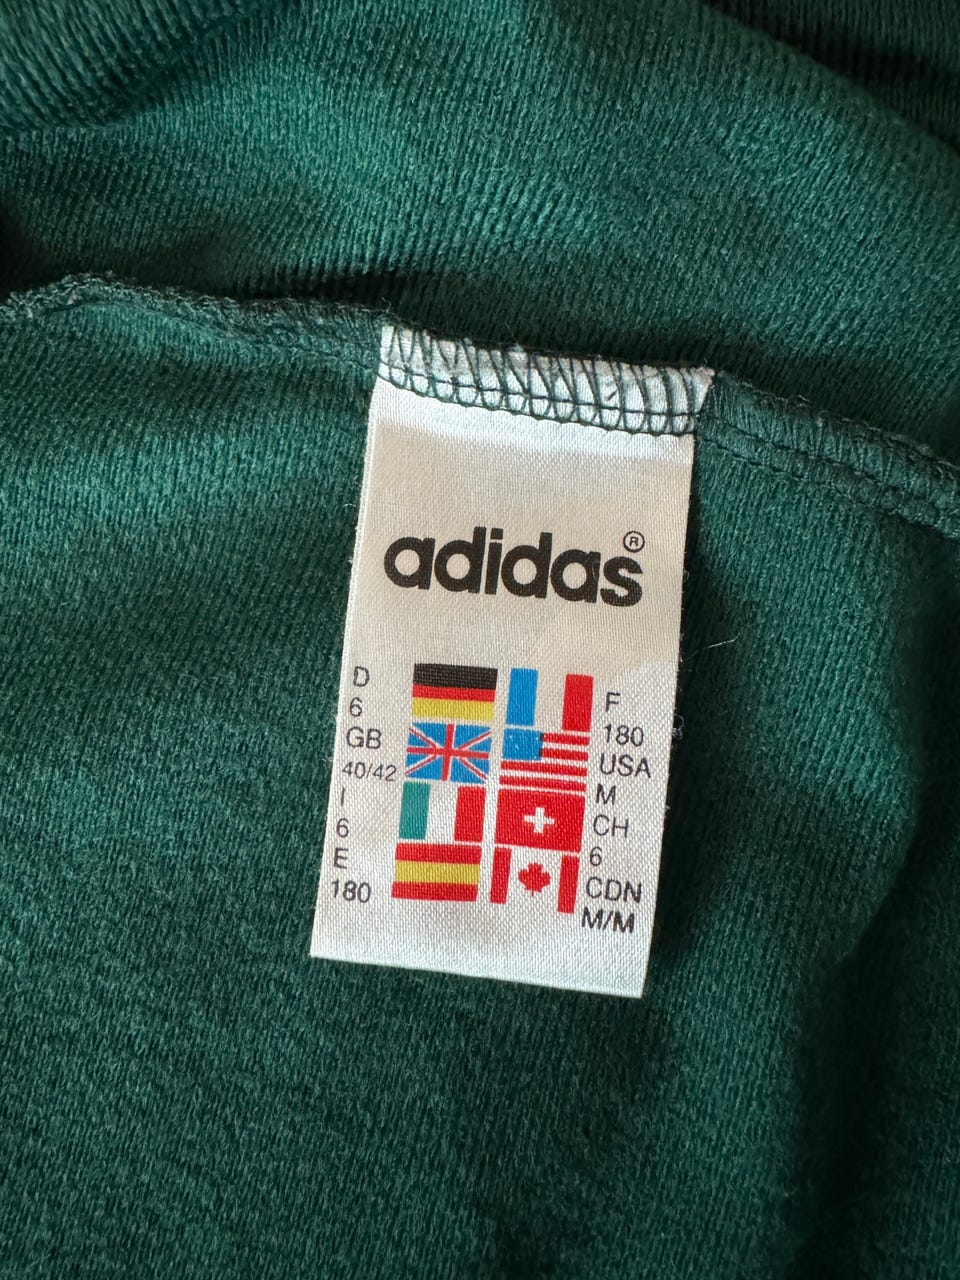 adidas®
D
6
GB
40/42
I
6
E
180
F
180
USA
M
CH
6
CDN
M/M